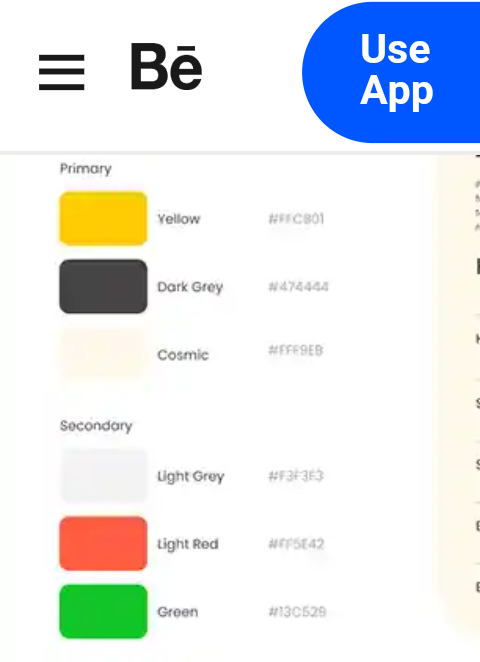 Bē
Use
App
Primary
Yellow #FFC801
Dark Grey #474444
Cosmic #FFF9EB
Secondary
Light Grey #F3F3F3
Light Red #FF5E42
Green #13C529